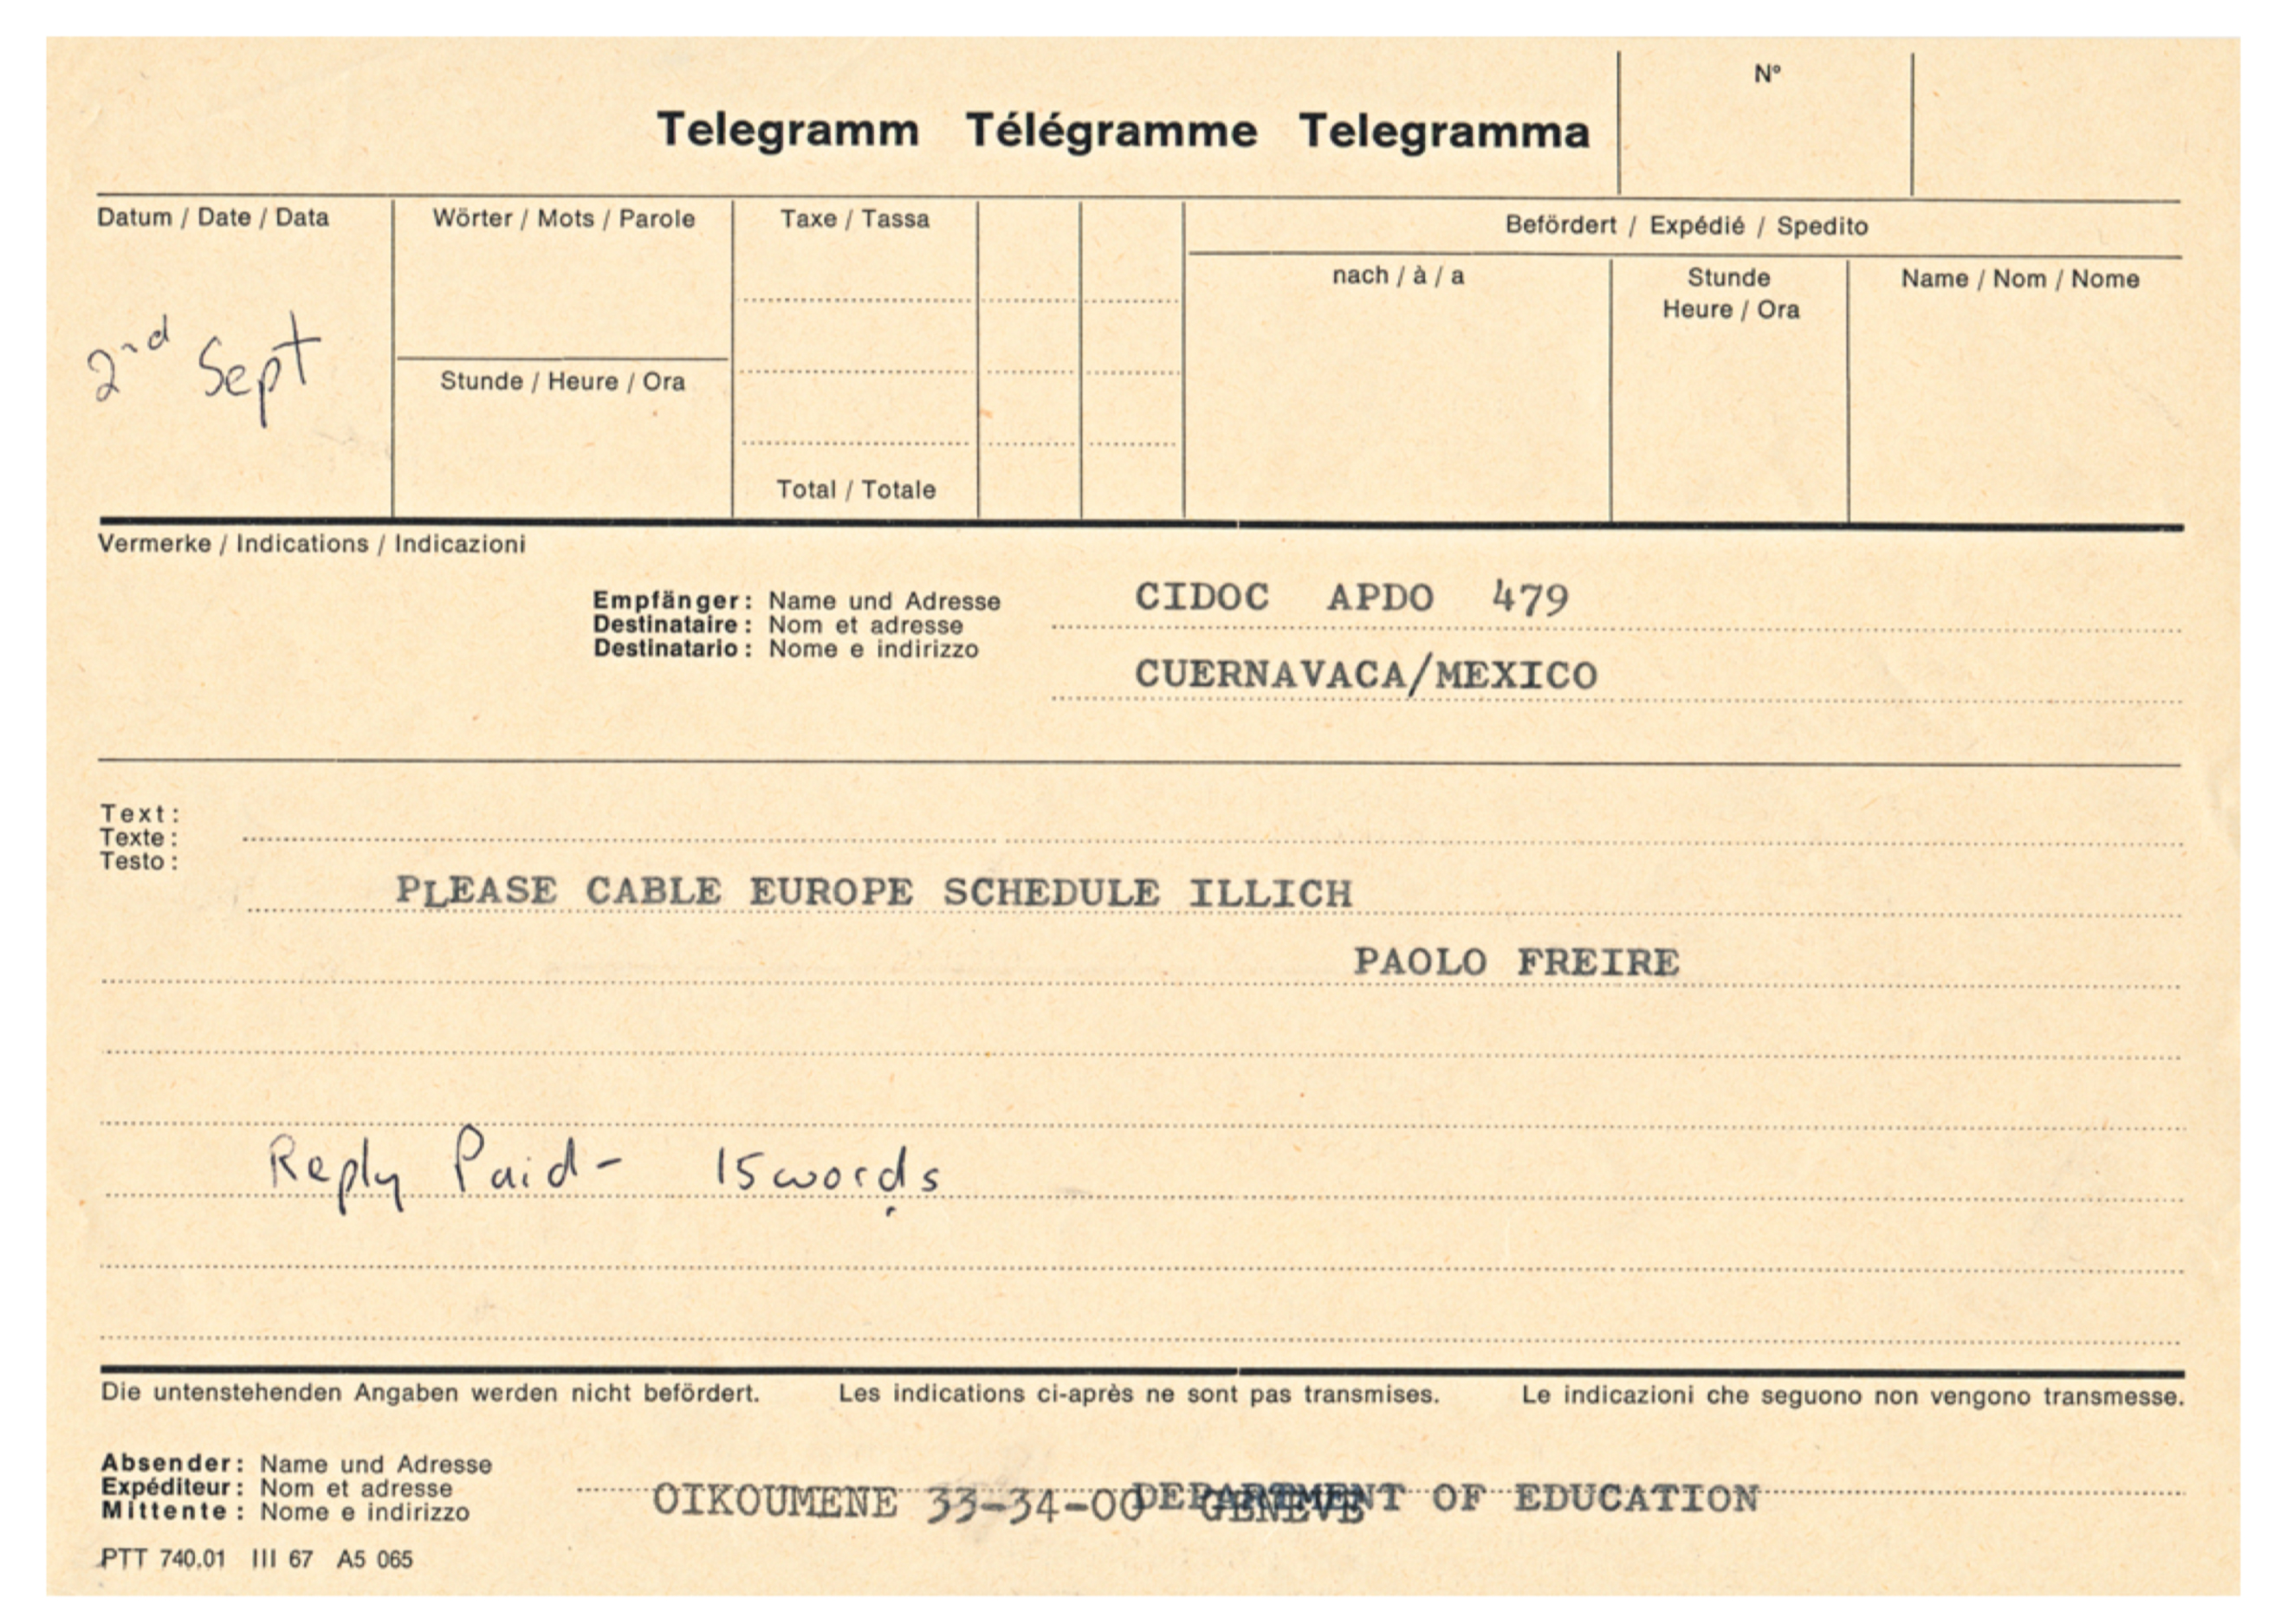 N°
Telegramm Télégramme Telegramma
Datum / Date / Data
Wörter / Mots / Parole
Taxe / Tassa
Befördert / Expédié / Spedito
nach / à / a
Stunde
Heure / Ora
Name / Nom / Nome
2nd Sept
Stunde / Heure / Ora
Total / Totale
Vermerke / Indications / Indicazioni
Empfänger: Name und Adresse
Destinataire: Nom et adresse
Destinatario: Nome e indirizzo
CIDOC APDO 479
CUERNAVACA/MEXICO
Text:
Texte:
Testo:
PLEASE CABLE EUROPE SCHEDULE ILLICH
PAOLO FREIRE
Reply Paid - 15 words
Die untenstehenden Angaben werden nicht befördert. Les indications ci-après ne sont pas transmises. Le indicazioni che seguono non vengono transmesse.
Absender: Name und Adresse
Expéditeur: Nom et adresse
Mittente: Nome e indirizzo
OIKOUMENE 33-34-00 GENEVE
DEPARTMENT OF EDUCATION
PTT 740.01 III 67 A5 065